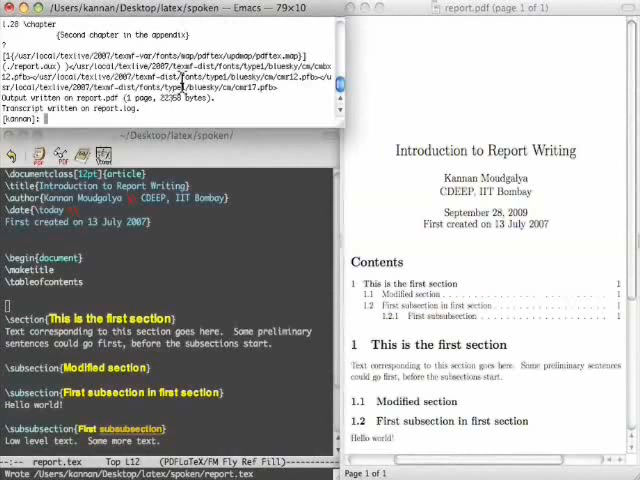 kannan/Desktop/latex/spoken) — Emacs — 79×10
l.28 \chapter
{Second chapter in the appendix}
?
[1{/usr/local/texlive/2007/texmf-var/fonts/map/pdftex/updmap/pdftex.map}]
(./report.aux) )</usr/local/texlive/2007/texmf-dist/fonts/type1/bluesky/cm/cmbx
12.pfb></usr/local/texlive/2007/texmf-dist/fonts/type1/bluesky/cm/cmr12.pfb></u
sr/local/texlive/2007/texmf-dist/fonts/type1/bluesky/cm/cmr17.pfb>
Output written on report.pdf (1 page, 22358 bytes).
Transcript written on report.log.
[kannan]:
~/Desktop/latex/spoken/
PDF
PDF
\documentclass[12pt]{article}
\title{Introduction to Report Writing}
\author{Kannan Moudgalya \\ CDEEP, IIT Bombay}
\date{\today \\
First created on 13 July 2007}
\begin{document}
\maketitle
\tableofcontents
\section{This is the first section}
Text corresponding to this section goes here. Some preliminary
sentences could go first, before the subsections start.
\subsection{Modified section}
\subsection{First subsection in first section}
Hello world!
\subsubsection{First subsubsection}
Low level text. Some more text.
--:-- report.tex Top L12 (PDFLaTeX/FM Fly Ref Fill)
Wrote /Users/kannan/Desktop/latex/spoken/report.tex
report.pdf (1 page)
Introduction to Report Writing
Kannan Moudgalya
CDEEP, IIT Bombay
September 28, 2009
First created on 13 July 2007
Contents
1 This is the first section 1
1.1 Modified section . . . . . . . . . . . . . . . . . . . . 1
1.2 First subsection in first section . . . . . . . . . . . . . 1
1.2.1 First subsubsection . . . . . . . . . . . . . . . 1
1 This is the first section
Text corresponding to this section goes here. Some preliminary sentences
could go first, before the subsections start.
1.1 Modified section
1.2 First subsection in first section
Hello world!
Page 1 of 1